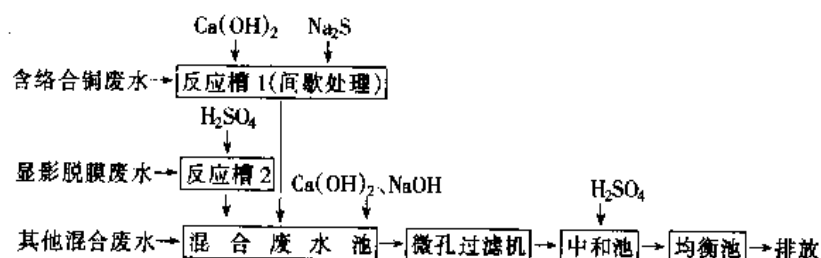 Ca(OH)₂ Na₂S
含络合铜废水 反应槽1(间歇处理)
H₂SO₄
显影脱膜废水 反应槽2
Ca(OH)₂、NaOH H₂SO₄
其他混合废水 混合废水池 微孔过滤机 中和池 均衡池 排放